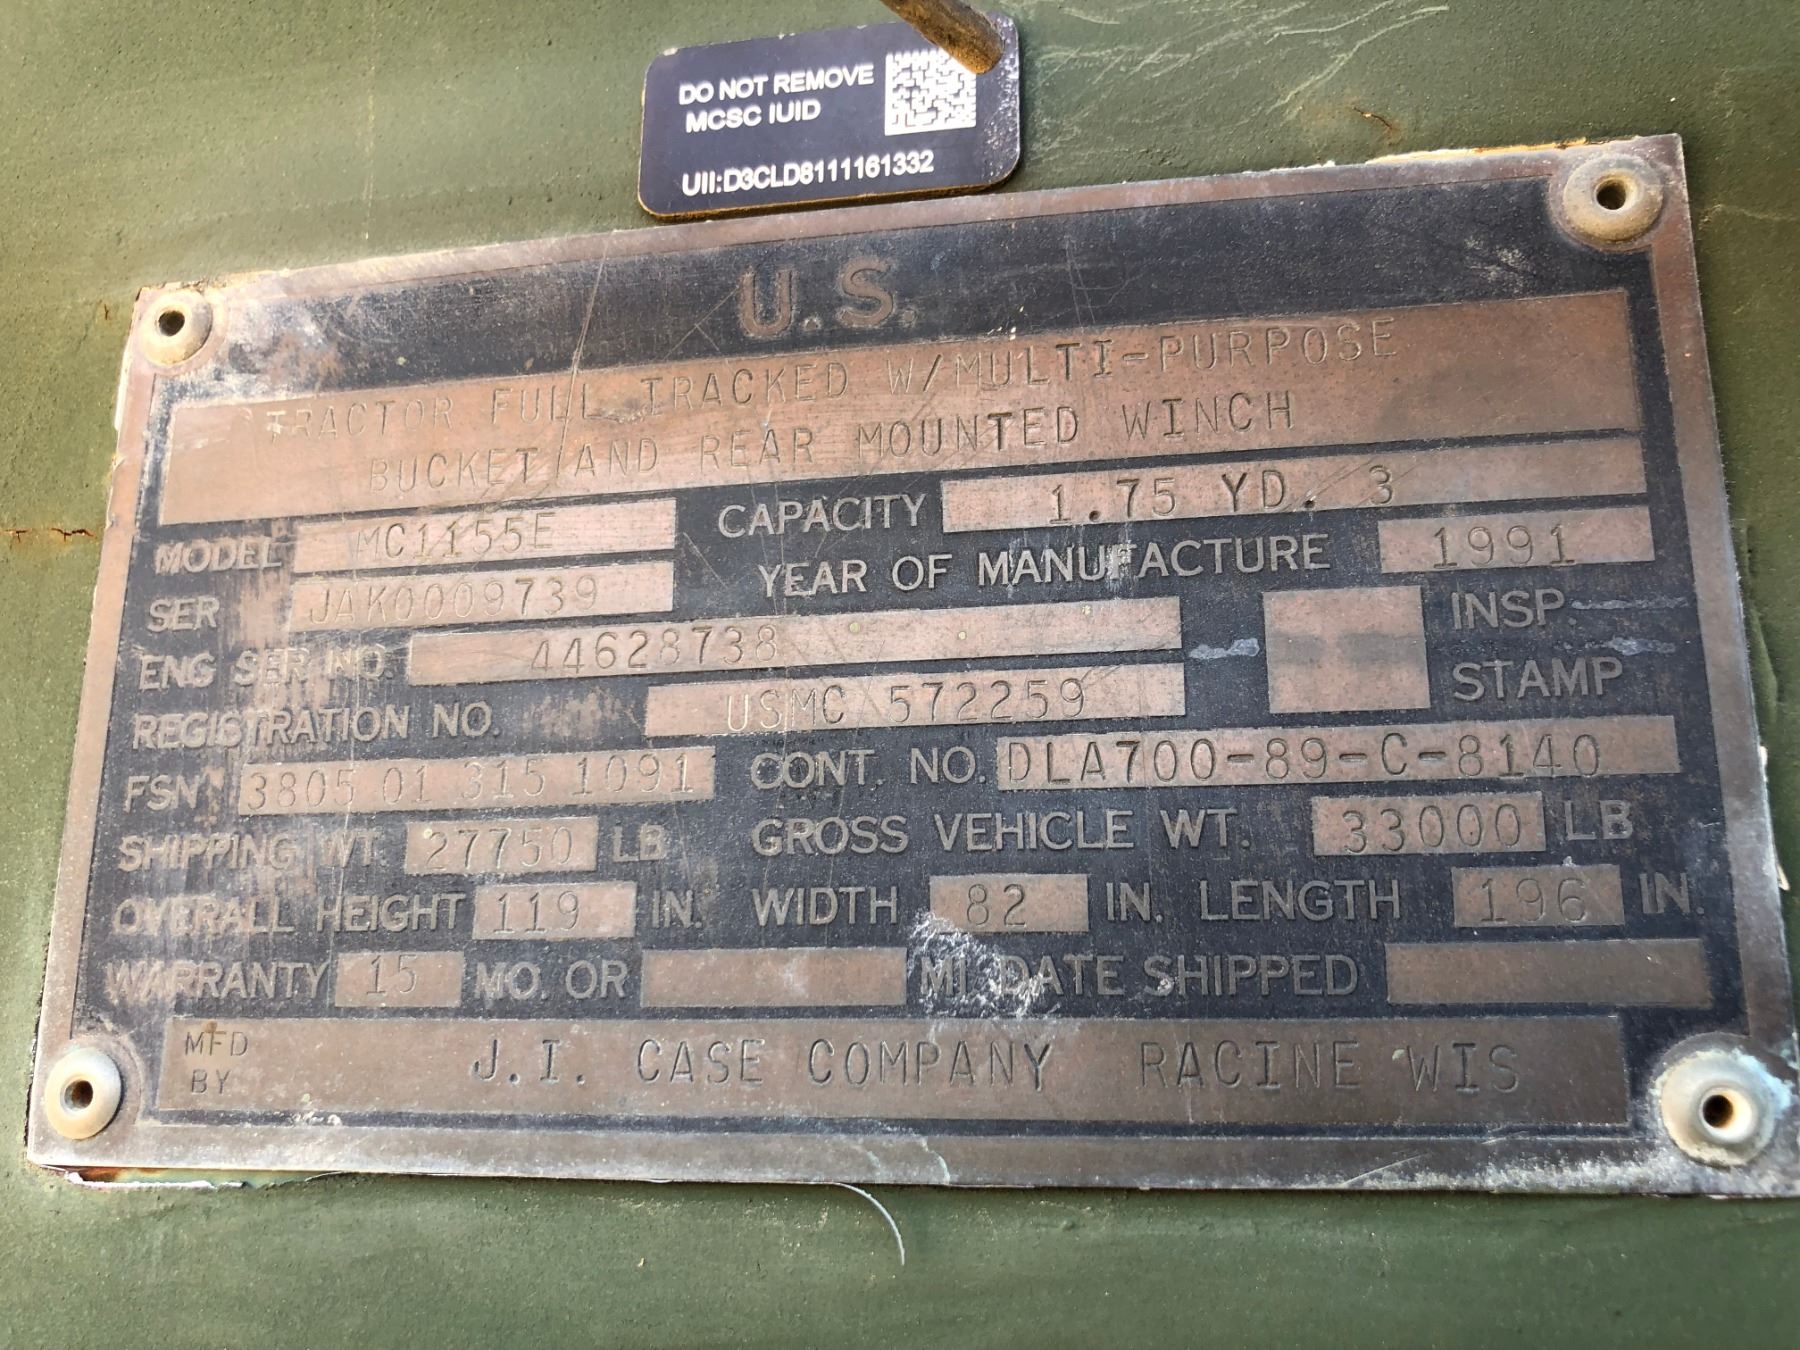 DO NOT REMOVE
MCSC IUID
UII:D3CLD8111161332
U.S.
TRACTOR FULL TRACKED W/MULTI-PURPOSE
BUCKET AND REAR MOUNTED WINCH
MODEL MC1155E CAPACITY 1.75 YD. 3
SER JAK0009739 YEAR OF MANUFACTURE 1991
ENG SER NO. 44628738 INSP.
REGISTRATION NO. USMC 572259 STAMP
FSN 3805 01 315 1091 CONT. NO. DLA700-89-C-8140
SHIPPING WT. 27750 LB GROSS VEHICLE WT. 33000 LB
OVERALL HEIGHT 119 IN. WIDTH 82 IN. LENGTH 196 IN.
WARRANTY 15 MO. OR MI. DATE SHIPPED
MFD BY J.I. CASE COMPANY RACINE WIS